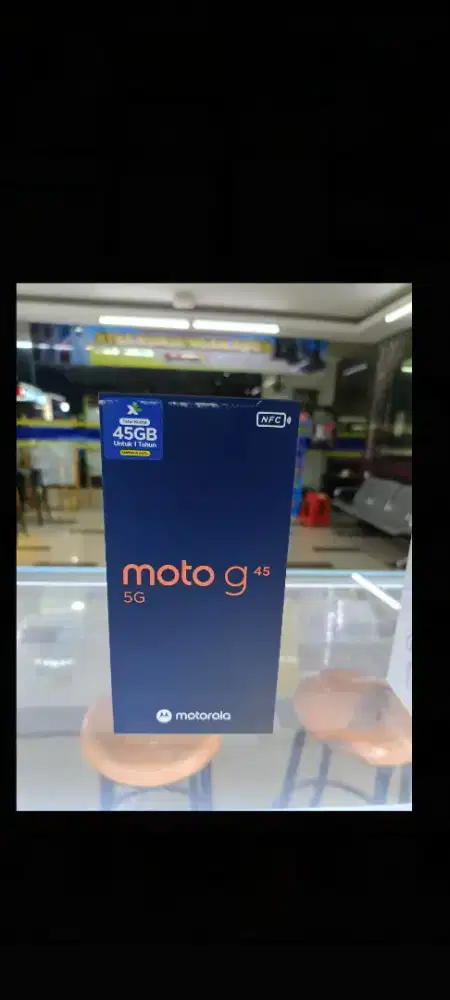 45GB
Untuk 1 Tahun
NFC
moto g 45
5G
motorola